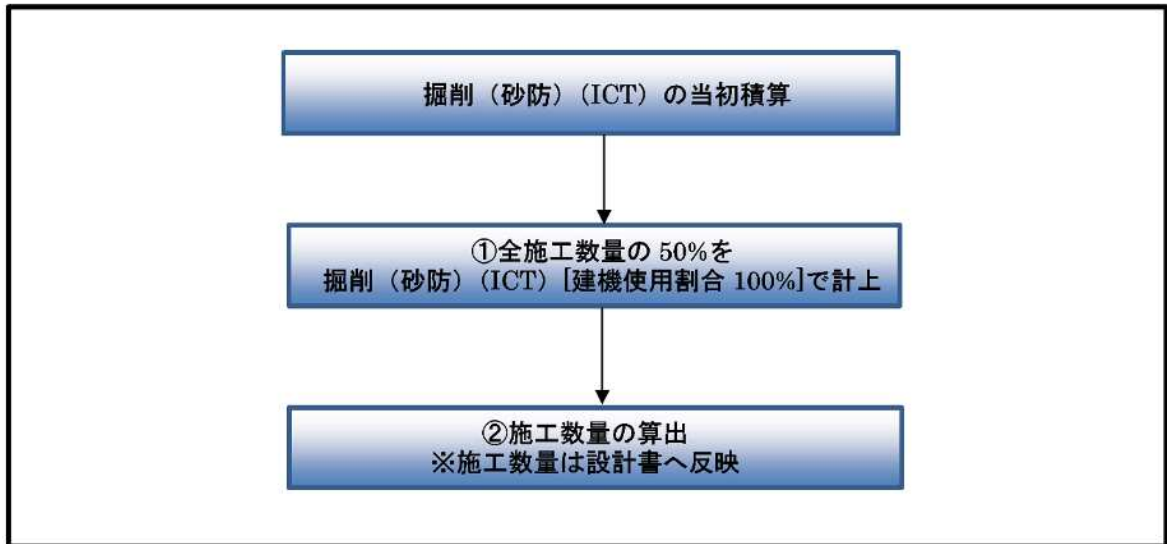 掘削（砂防）(ICT) の当初積算
①全施工数量の 50%を
掘削（砂防）(ICT) [建機使用割合 100%]で計上
②施工数量の算出
※施工数量は設計書へ反映